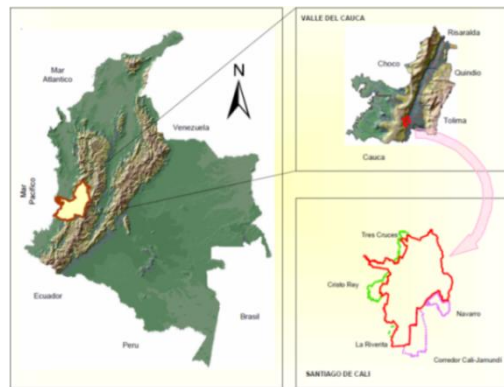 Mar
Atlantico
N
Venezuela
Mar
Pacifico
Ecuador
Peru
Brasil
VALLE DEL CAUCA
Risaralda
Choco
Quindio
Tolima
Cauca
Tres Cruces
Cristo Rey
Navarro
La Riverita
Corredor Cali-Jamundí
SANTIAGO DE CALI